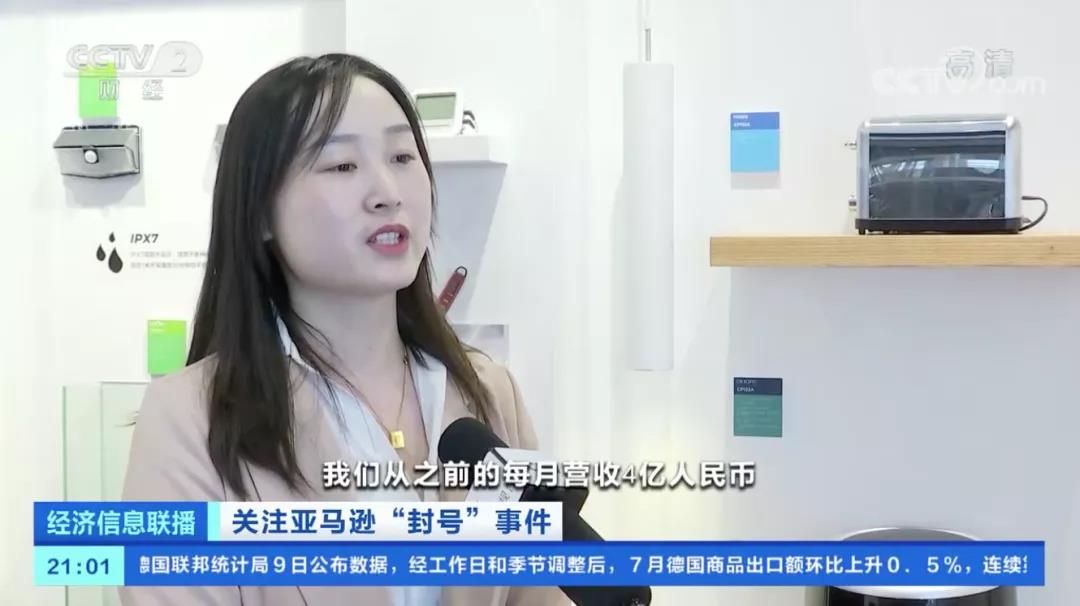 CCTV 2
财经
高清
CCTV.com
IPX7
我们从之前的每月营收4亿人民币
经济信息联播 关注亚马逊“封号”事件
21:01 德国联邦统计局9日公布数据，经工作日和季节调整后，7月德国商品出口额环比上升0．5%，连续